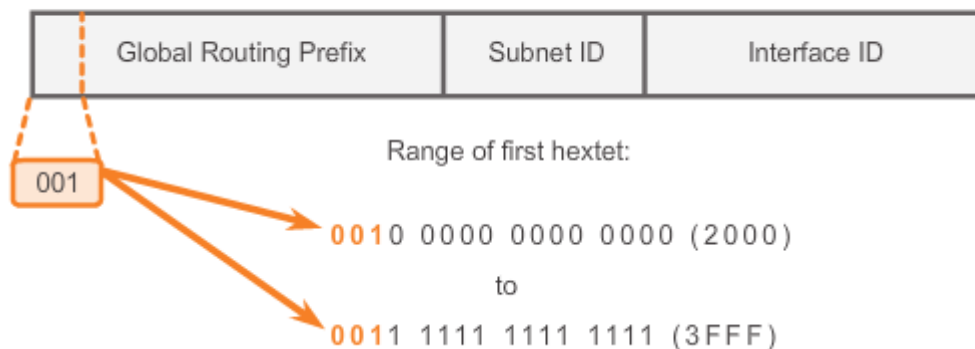 Global Routing Prefix Subnet ID Interface ID
Range of first hextet:
001
0010 0000 0000 0000 (2000)
to
0011 1111 1111 1111 (3FFF)